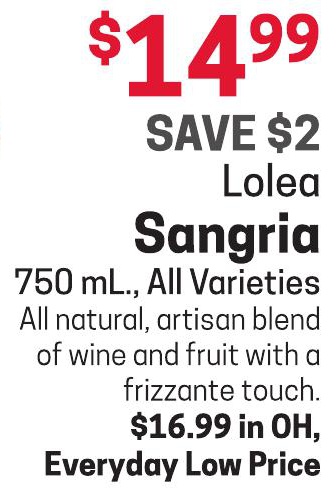 $14.99
SAVE $2
Lolea
Sangria
750 mL., All Varieties
All natural, artisan blend
of wine and fruit with a
frizzante touch.
$16.99 in OH,
Everyday Low Price